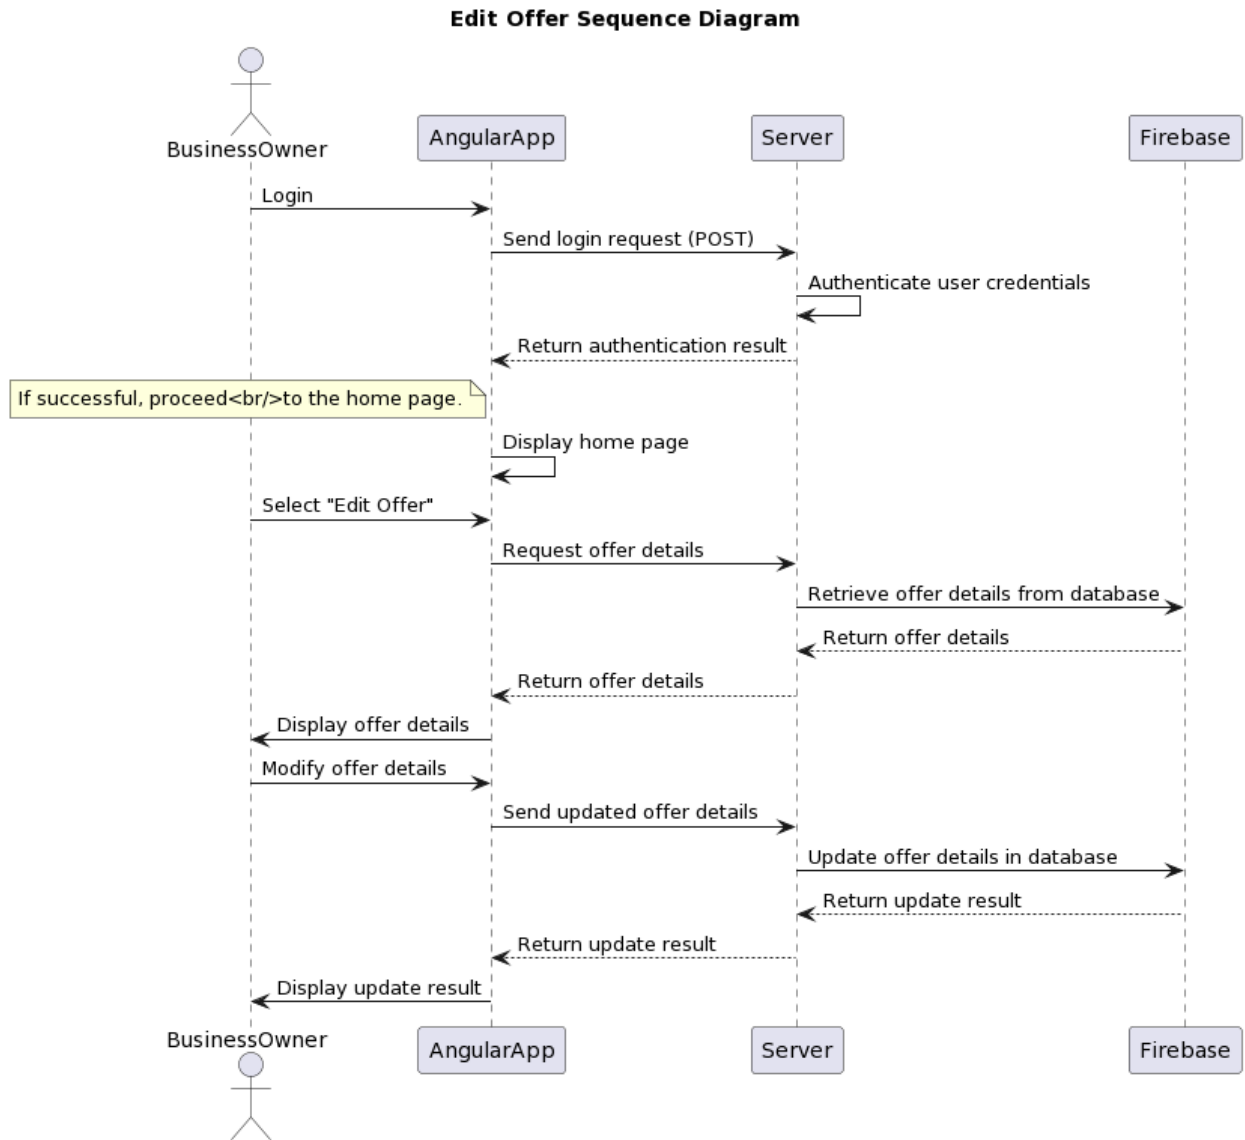 Edit Offer Sequence Diagram
BusinessOwner
AngularApp
Server
Firebase
Login
Send login request (POST)
Authenticate user credentials
Return authentication result
If successful, proceed<br/>to the home page.
Display home page
Select "Edit Offer"
Request offer details
Retrieve offer details from database
Return offer details
Return offer details
Display offer details
Modify offer details
Send updated offer details
Update offer details in database
Return update result
Return update result
Display update result
BusinessOwner
AngularApp
Server
Firebase